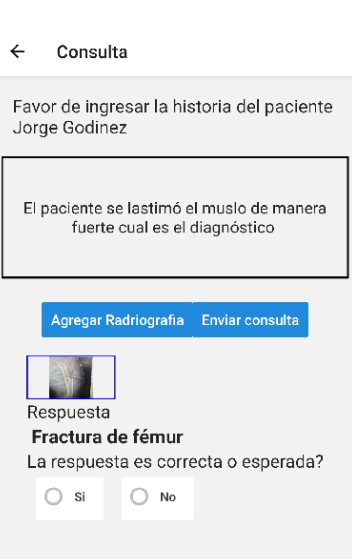 Consulta
Favor de ingresar la historia del paciente
Jorge Godinez
El paciente se lastimó el muslo de manera
fuerte cual es el diagnóstico
Agregar Radriografia Enviar consulta
Respuesta
Fractura de fémur
La respuesta es correcta o esperada?
Si No